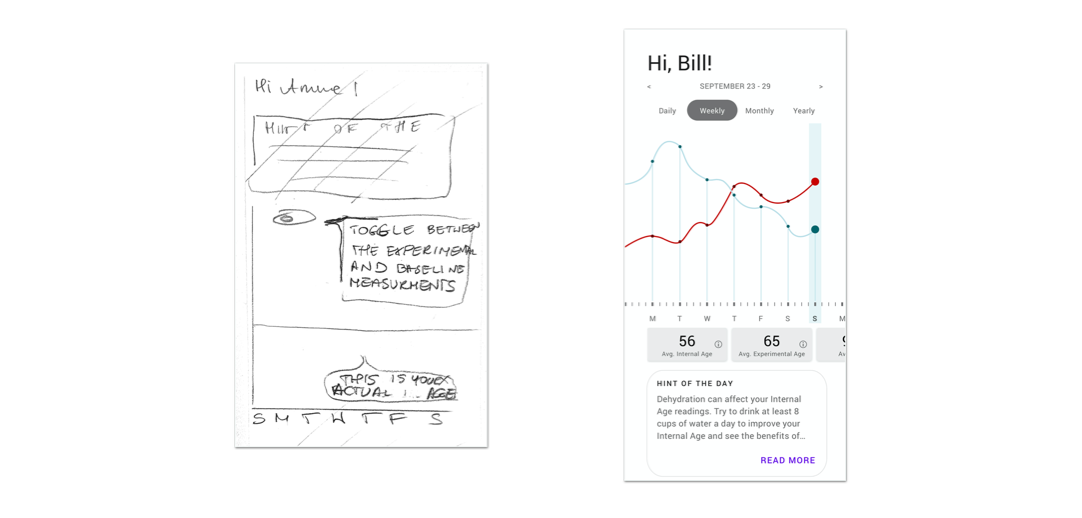 Hi
HINT OF THE
TOGGLE BETWEEN
THE EXPERIMENTAL
AND BASELINE
MEASURMENTS
THIS IS YOUR
ACTUAL ... AGE
S M T W T F S
Hi, Bill!
< SEPTEMBER 23 - 29 >
Daily Weekly Monthly Yearly
M T W T F S S M
56
Avg. Internal Age
65
Avg. Experimental Age
Av
HINT OF THE DAY
Dehydration can affect your Internal
Age readings. Try to drink at least 8
cups of water a day to improve your
Internal Age and see the benefits of...
READ MORE